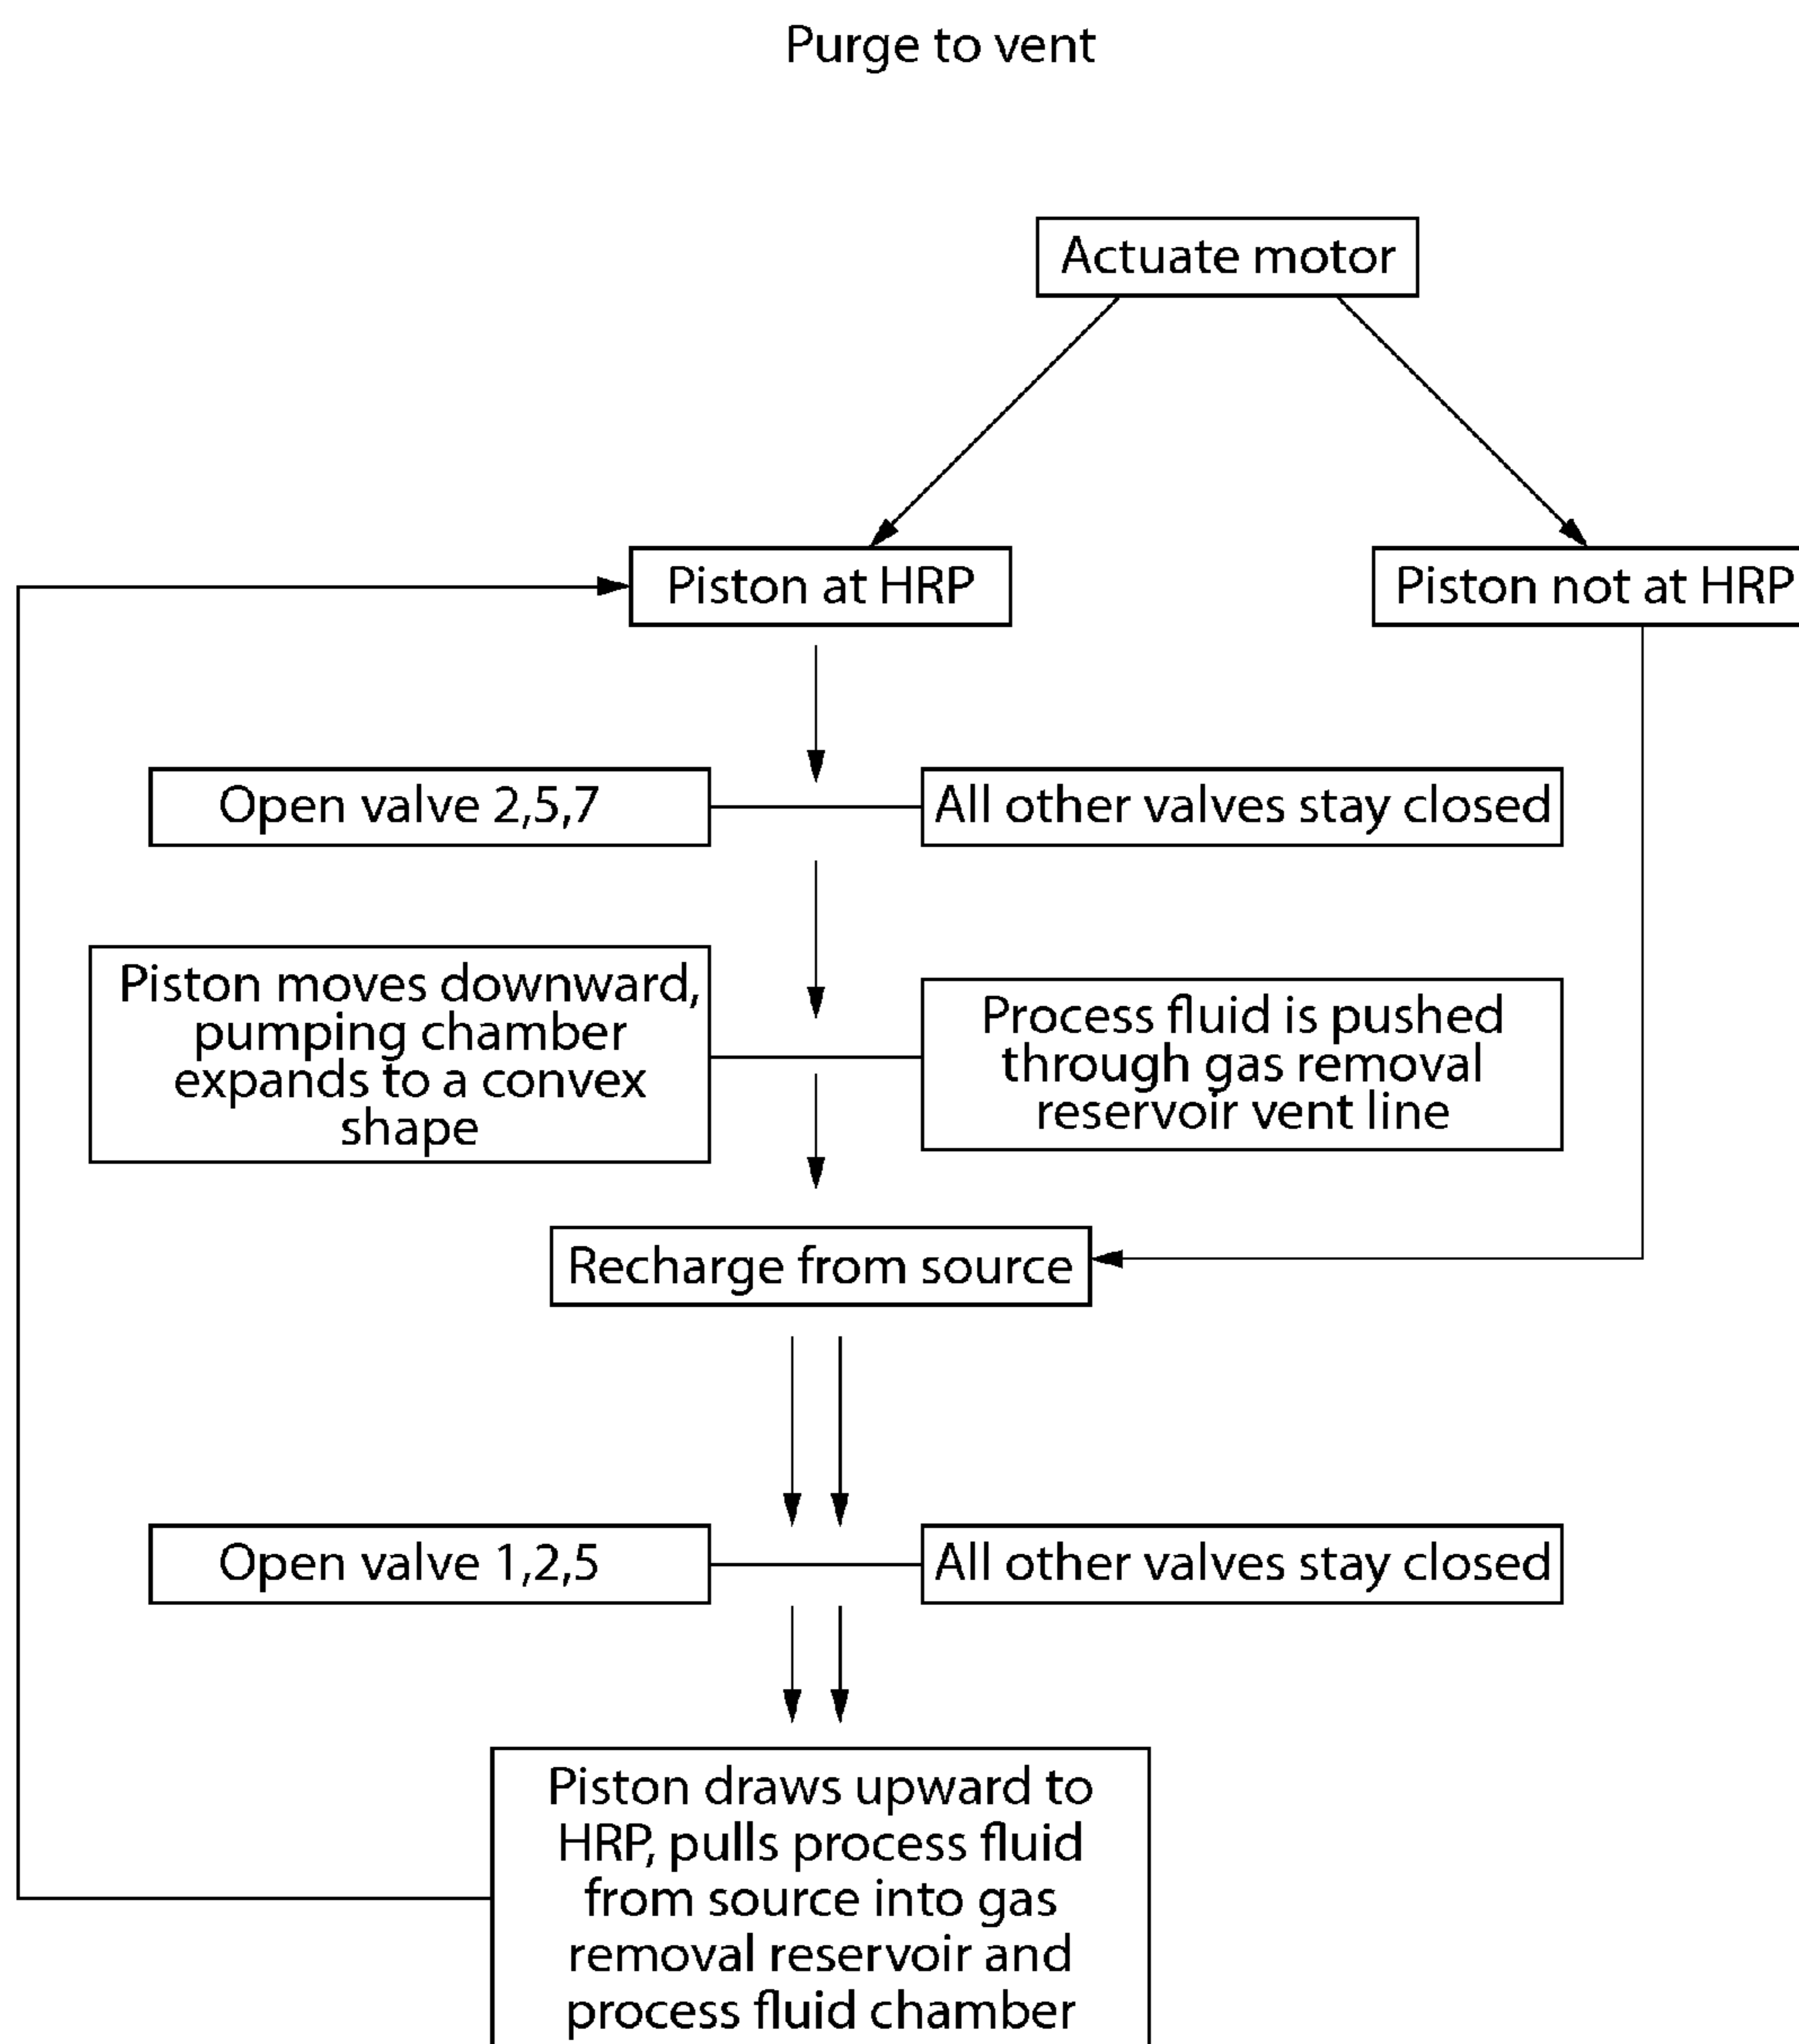 Purge to vent
Actuate motor
Piston at HRP
Piston not at HRP
Open valve 2,5,7
All other valves stay closed
Piston moves downward,
pumping chamber
expands to a convex
shape
Process fluid is pushed
through gas removal
reservoir vent line
Recharge from source
Open valve 1,2,5
All other valves stay closed
Piston draws upward to
HRP, pulls process fluid
from source into gas
removal reservoir and
process fluid chamber